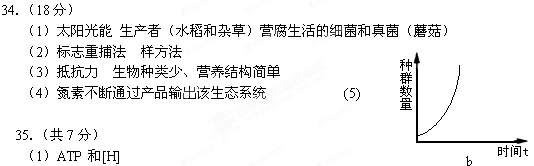 34.（18分）
（1）太阳光能 生产者（水稻和杂草）营腐生活的细菌和真菌（蘑菇）
（2）标志重捕法 样方法
（3）抵抗力 生物种类少、营养结构简单
（4）氮素不断通过产品输出该生态系统 (5)
种群数量
时间t
b
35.（共7分）
（1）ATP 和[H]